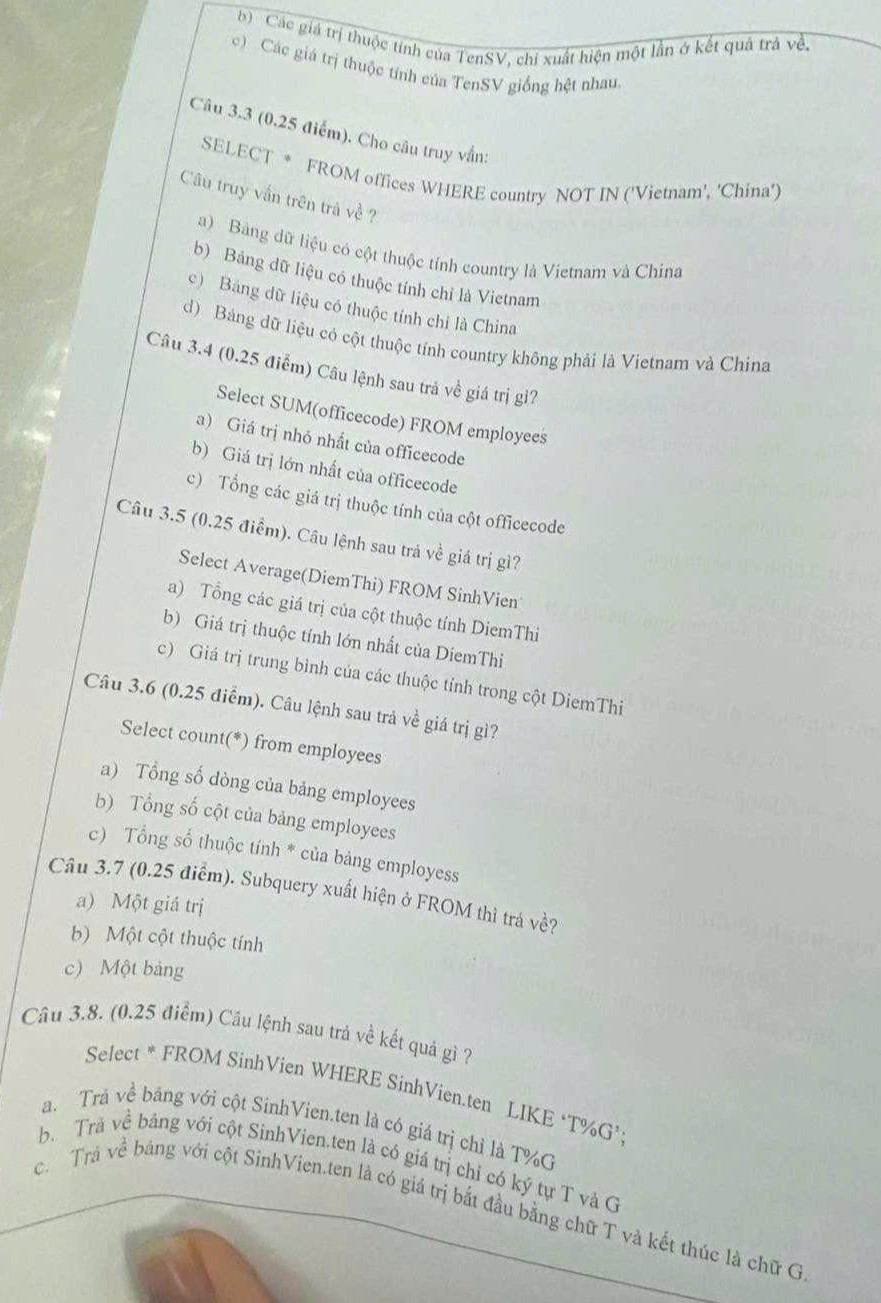 b) Các giá trị thuộc tính của TenSV, chỉ xuất hiện một lần ở kết quả trả về.
c) Các giá trị thuộc tính của TenSV giống hệt nhau.
Câu 3.3 (0.25 điểm). Cho câu truy vấn:
SELECT * FROM offices WHERE country NOT IN ('Vietnam', 'China')
Câu truy vấn trên trả về ?
a) Bảng dữ liệu có cột thuộc tính country là Vietnam và China
b) Bảng dữ liệu có thuộc tính chỉ là Vietnam
c) Bảng dữ liệu có thuộc tính chỉ là China
d) Bảng dữ liệu có cột thuộc tính country không phải là Vietnam và China
Câu 3.4 (0.25 điểm) Câu lệnh sau trả về giá trị gì?
Select SUM(officecode) FROM employees
a) Giá trị nhỏ nhất của officecode
b) Giá trị lớn nhất của officecode
c) Tổng các giá trị thuộc tính của cột officecode
Câu 3.5 (0.25 điểm). Câu lệnh sau trả về giá trị gì?
Select Average(DiemThi) FROM SinhVien
a) Tổng các giá trị của cột thuộc tính DiemThi
b) Giá trị thuộc tính lớn nhất của DiemThi
c) Giá trị trung bình của các thuộc tính trong cột DiemThi
Câu 3.6 (0.25 điểm). Câu lệnh sau trả về giá trị gì?
Select count(*) from employees
a) Tổng số dòng của bảng employees
b) Tổng số cột của bảng employees
c) Tổng số thuộc tính * của bảng employess
Câu 3.7 (0.25 điểm). Subquery xuất hiện ở FROM thì trả về?
a) Một giá trị
b) Một cột thuộc tính
c) Một bảng
Câu 3.8. (0.25 điểm) Câu lệnh sau trả về kết quả gì ?
Select * FROM SinhVien WHERE SinhVien.ten LIKE ‘T%G’;
a. Trả về bảng với cột SinhVien.ten là có giá trị chỉ là T%G
b. Trả về bảng với cột SinhVien.ten là có giá trị chỉ có ký tự T và G
c. Trả về bảng với cột SinhVien.ten là có giá trị bắt đầu bằng chữ T và kết thúc là chữ G.